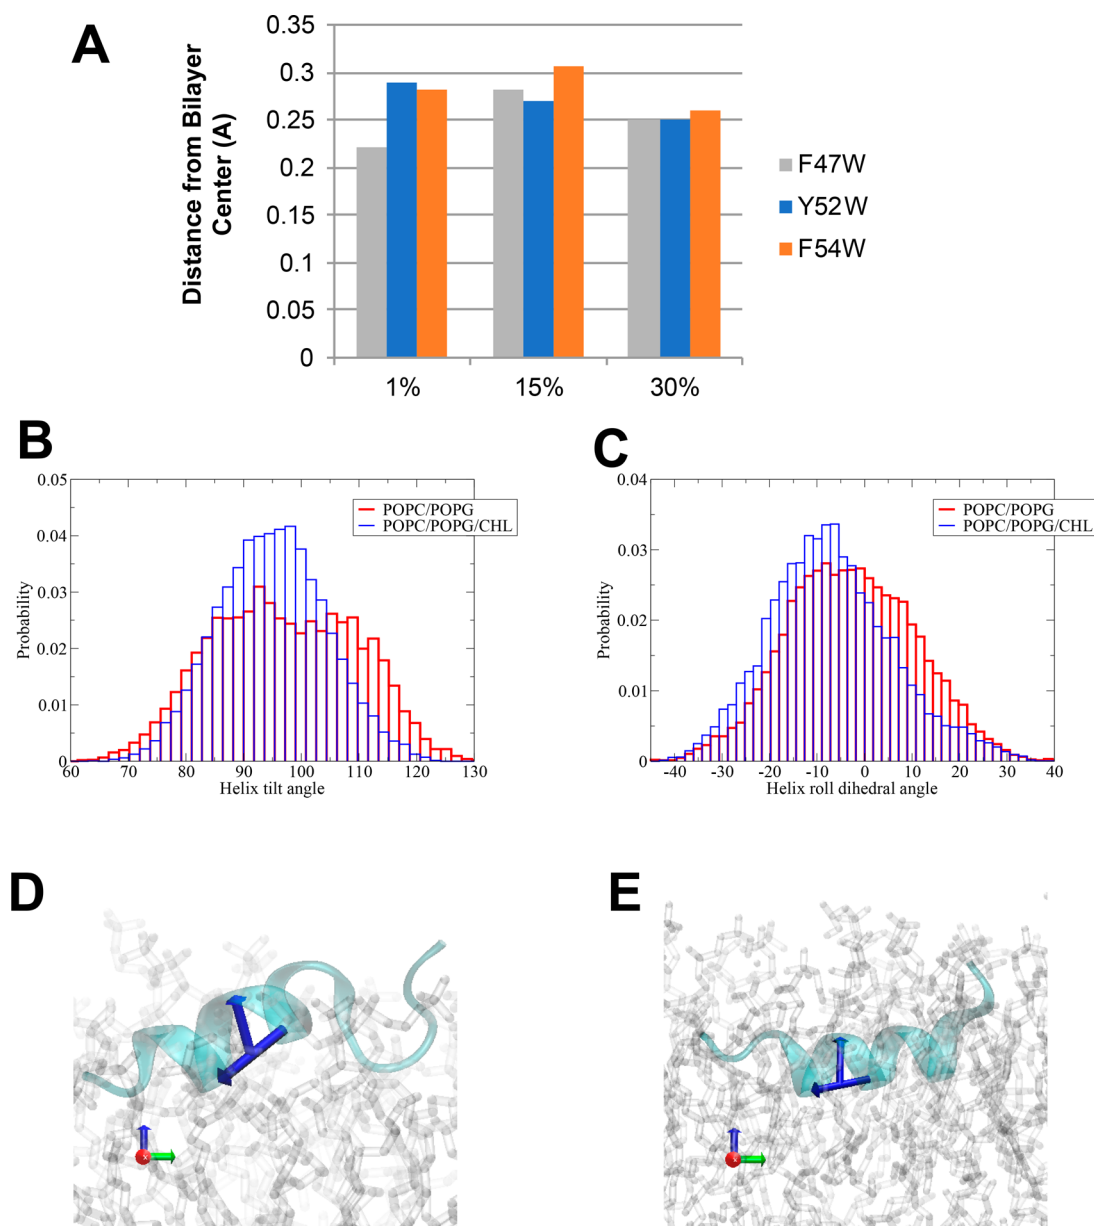 A
Distance from Bilayer
Center (A)
0.35
0.3
0.25
0.2
0.15
0.1
0.05
0
1%
15%
30%
F47W
Y52W
F54W
B
0.05
0.04
0.03
0.02
0.01
0
Probability
POPC/POPG
POPC/POPG/CHL
60
70
80
90
100
110
120
130
Helix tilt angle
C
0.04
0.03
0.02
0.01
0
Probability
POPC/POPG
POPC/POPG/CHL
-40
-30
-20
-10
0
10
20
30
40
Helix roll dihedral angle
D
x
E
x